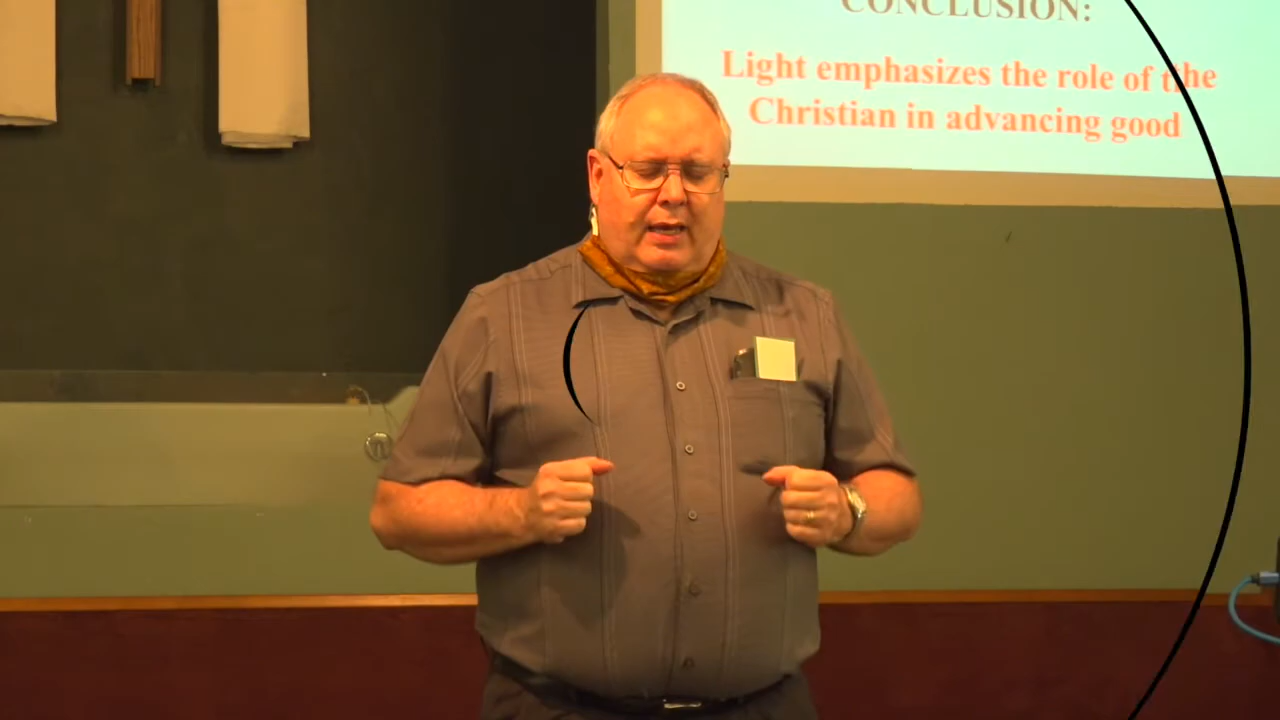 CONCLUSION:
Light emphasizes the role of the
Christian in advancing good